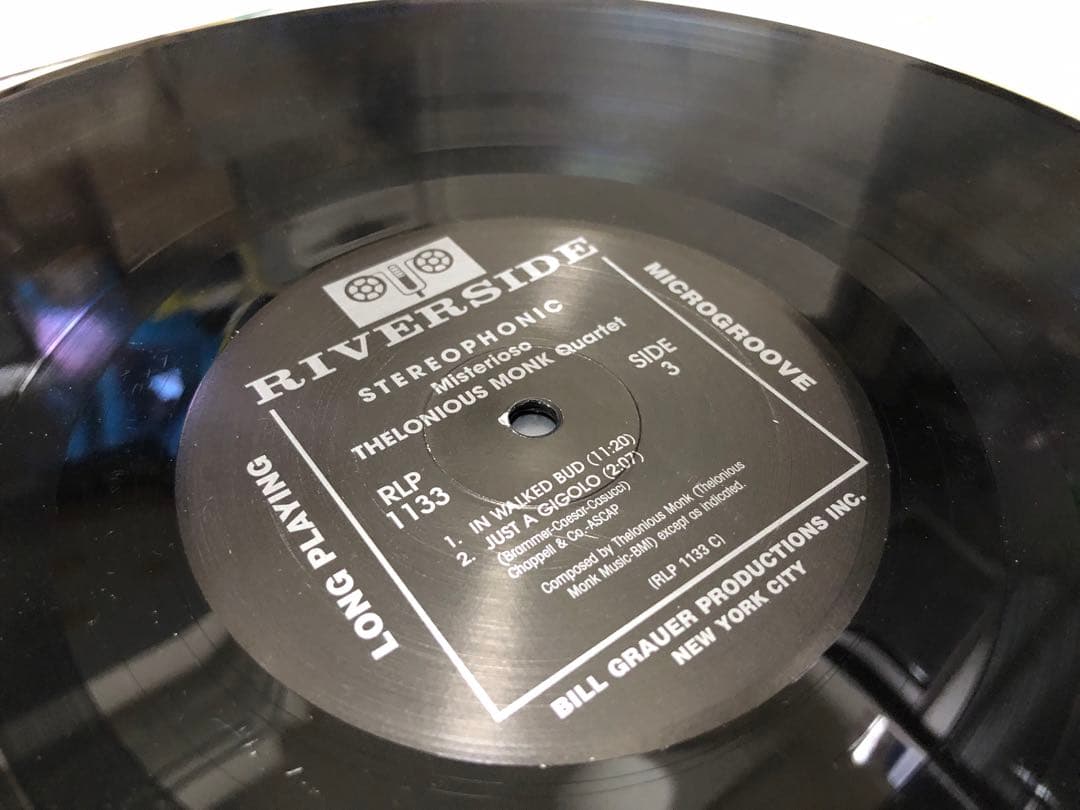 RIVERSIDE
STEREOPHONIC
Misterioso
THELONIOUS MONK Quartet
RLP
1133
SIDE
3
1. IN WALKED BUD (11:20)
2. JUST A GIGOLO (2:07)
(Brammer-Caesar-Casucci)
Chappell & Co.-ASCAP
Composed by Thelonious Monk (Thelonious
Monk Music-BMI) except as indicated.
(RLP 1133 C)
LONG PLAYING
MICROGROOVE
BILL GRAUER PRODUCTIONS INC.
NEW YORK CITY